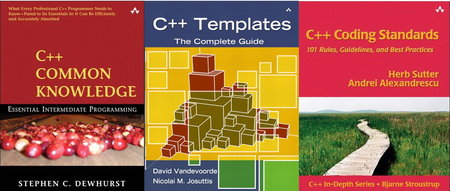 What Every Professional C++ Programmer Needs to
Know—Pared to Its Essentials So It Can Be Efficiently
and Accurately Absorbed
C++
COMMON
KNOWLEDGE
ESSENTIAL INTERMEDIATE PROGRAMMING
STEPHEN C. DEWHURST
C++ Templates
The Complete Guide
David Vandevoorde
Nicolai M. Josuttis
C++ Coding Standards
101 Rules, Guidelines, and Best Practices
Herb Sutter
Andrei Alexandrescu
C++ In-Depth Series • Bjarne Stroustrup